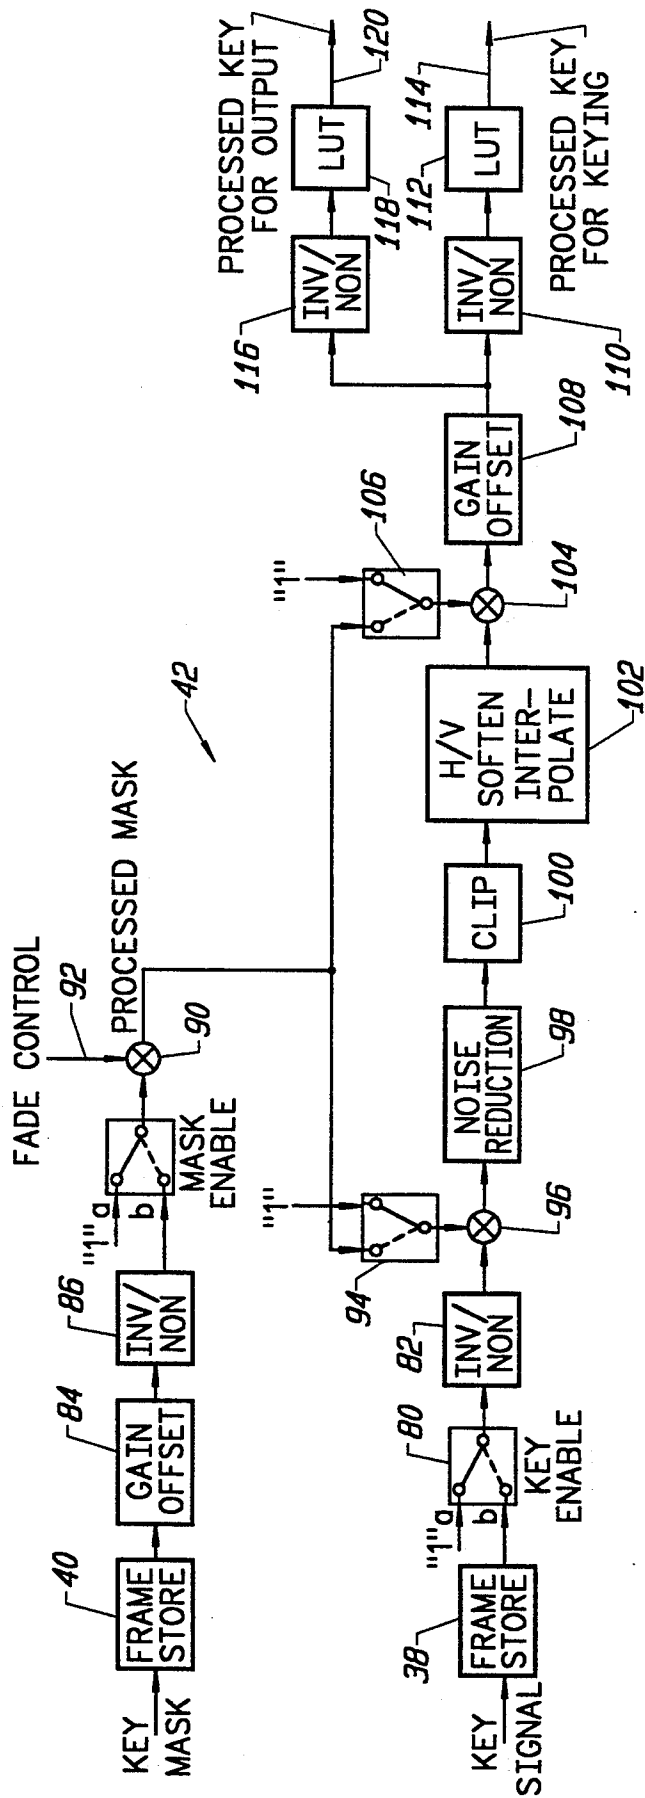 KEY
MASK
FRAME
STORE
40
GAIN
OFFSET
84
INV/
NON
86
"1"
a
b
MASK
ENABLE
FADE CONTROL
92
90
PROCESSED MASK
42
KEY
SIGNAL
FRAME
STORE
38
"1"
a
b
KEY
ENABLE
80
INV/
NON
82
94
"1"
96
NOISE
REDUCTION
98
CLIP
100
H/V
SOFTEN
INTER-
POLATE
102
"1"
106
104
GAIN
OFFSET
108
INV/
NON
116
LUT
118
120
PROCESSED KEY
FOR OUTPUT
INV/
NON
110
LUT
112
114
PROCESSED KEY
FOR KEYING